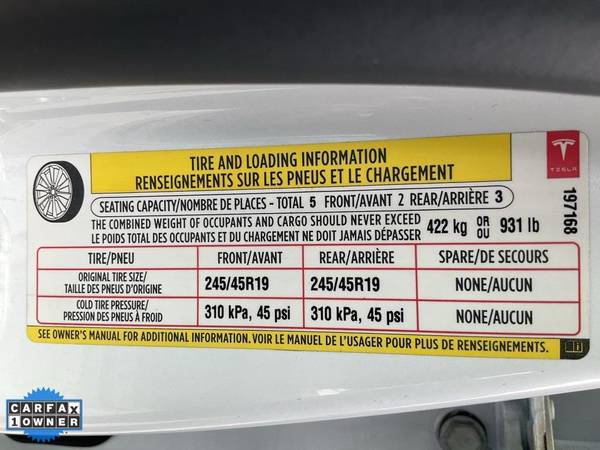 TIRE AND LOADING INFORMATION
RENSEIGNEMENTS SUR LES PNEUS ET LE CHARGEMENT
TESLA
197168
SEATING CAPACITY/NOMBRE DE PLACES - TOTAL 5 FRONT/AVANT 2 REAR/ARRIÈRE 3
THE COMBINED WEIGHT OF OCCUPANTS AND CARGO SHOULD NEVER EXCEED
LE POIDS TOTAL DES OCCUPANTS ET DU CHARGEMENT NE DOIT JAMAIS DÉPASSER
422 kg OR OU 931 lb
TIRE/PNEU FRONT/AVANT REAR/ARRIÈRE SPARE/DE SECOURS
ORIGINAL TIRE SIZE/
TAILLE DES PNEUS D'ORIGINE
245/45R19 245/45R19 NONE/AUCUN
COLD TIRE PRESSURE/
PRESSION DES PNEUS À FROID
310 kPa, 45 psi 310 kPa, 45 psi NONE/AUCUN
SEE OWNER'S MANUAL FOR ADDITIONAL INFORMATION. VOIR LE MANUEL DE L'USAGER POUR PLUS DE RENSEIGNEMENTS.
CARFAX
1 OWNER